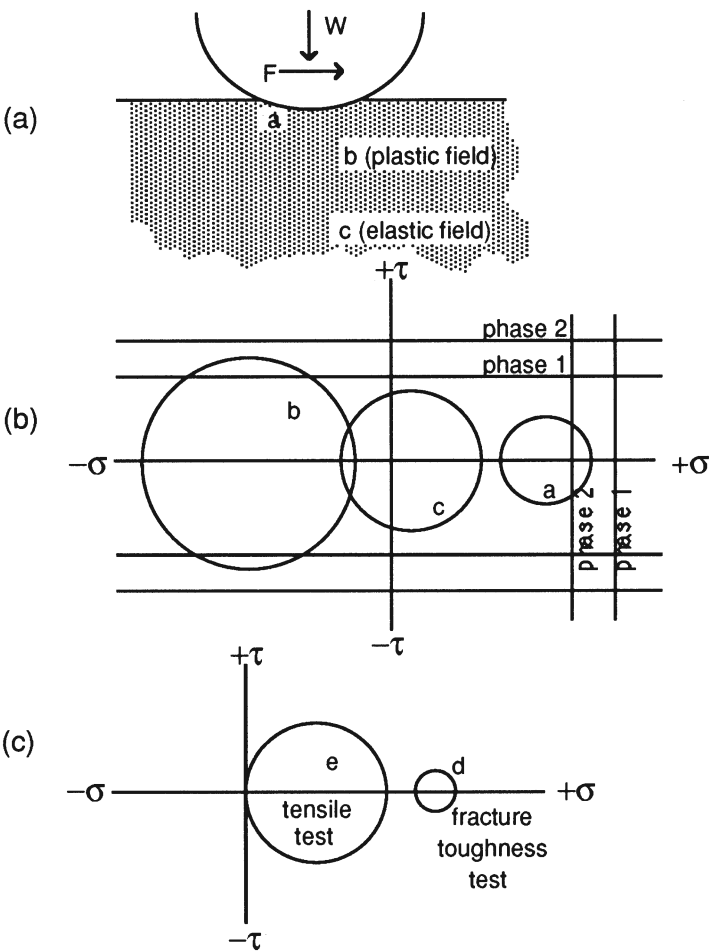 W
F
(a)
a
b (plastic field)
c (elastic field)
+τ
phase 2
phase 1
(b)
b
−σ
+σ
a
c
phase 2
phase 1
−τ
+τ
(c)
e
d
−σ
+σ
tensile
test
fracture
toughness
test
−τ